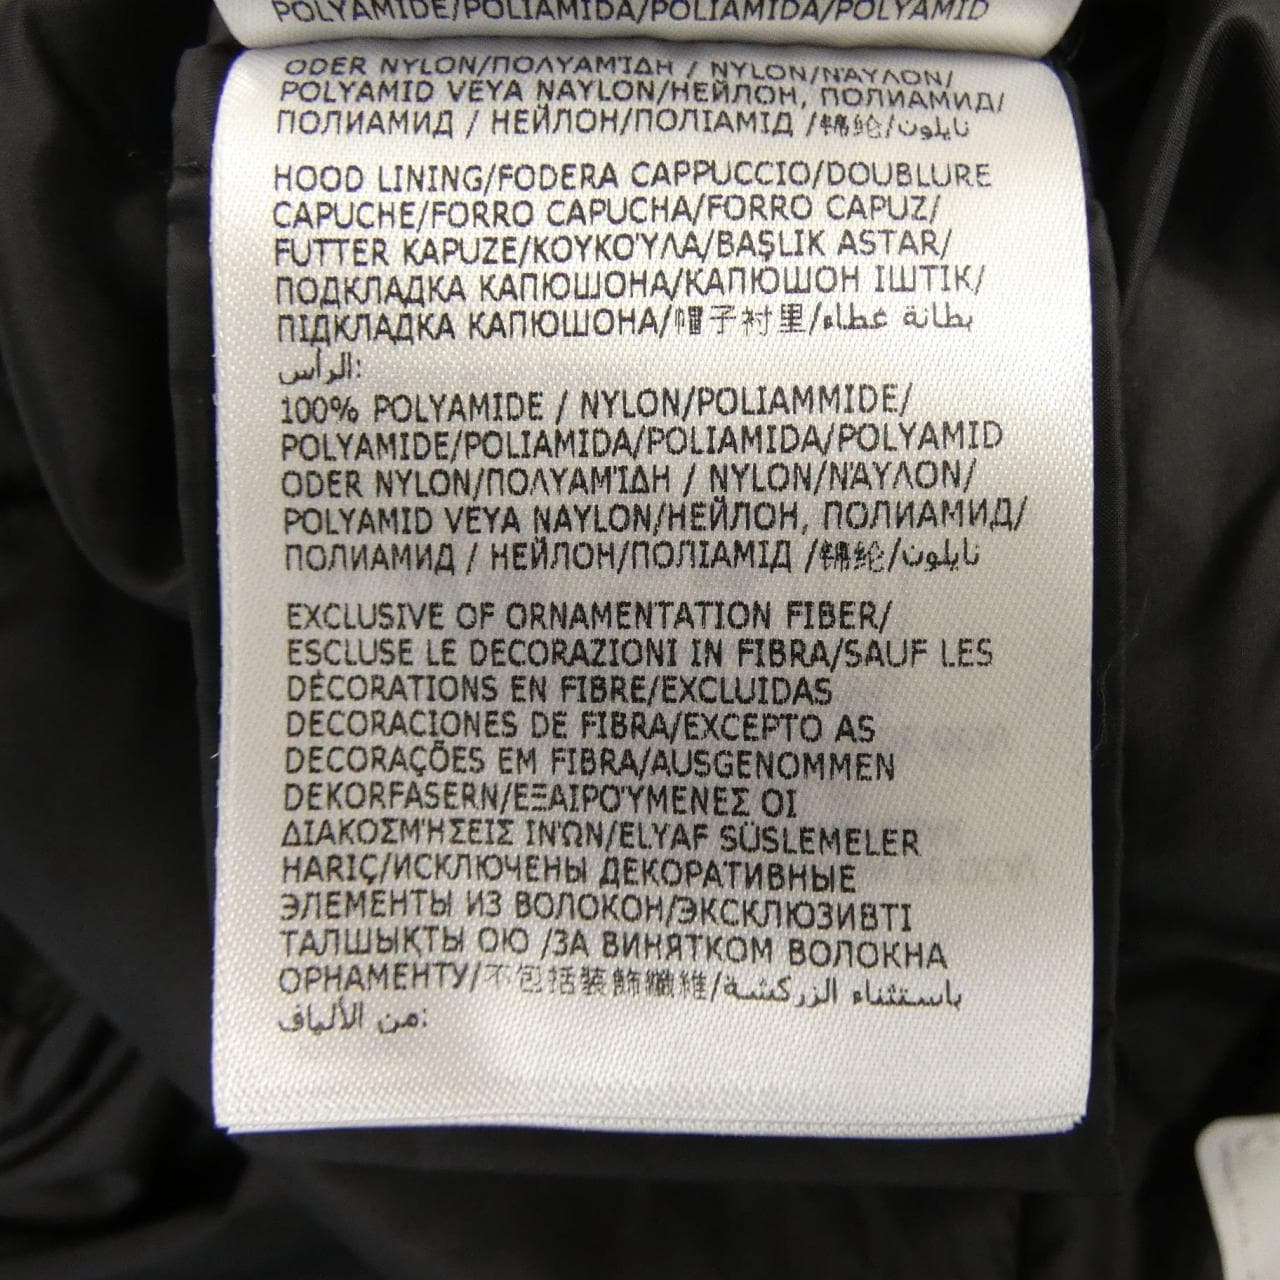 POLYAMIDE/POLIAMIDA/POLIAMIDA/POLYAMID
ODER NYLON/ΠΟΛΥΑΜΊΔΗ / NYLON/ΝΆΥΛΟΝ/
POLYAMID VEYA NAYLON/НЕЙЛОН, ПОЛИАМИД/
ПОЛИАМИД / НЕЙЛОН/ПОЛІАМІД /锦纶/نايلون
HOOD LINING/FODERA CAPPUCCIO/DOUBLURE
CAPUCHE/FORRO CAPUCHA/FORRO CAPUZ/
FUTTER KAPUZE/ΚΟΥΚΟΎΛΑ/BAŞLIK ASTAR/
ПОДКЛАДКА КАПЮШОНА/КАПЮШОН ІШТІК/
ПІДКЛАДКА КАПЮШОНА/帽子衬里/بطانة غطاء
الرأس:
100% POLYAMIDE / NYLON/POLIAMMIDE/
POLYAMIDE/POLIAMIDA/POLIAMIDA/POLYAMID
ODER NYLON/ΠΟΛΥΑΜΊΔΗ / NYLON/ΝΆΥΛΟΝ/
POLYAMID VEYA NAYLON/НЕЙЛОН, ПОЛИАМИД/
ПОЛИАМИД / НЕЙЛОН/ПОЛІАМІД /锦纶/نايلون
EXCLUSIVE OF ORNAMENTATION FIBER/
ESCLUSE LE DECORAZIONI IN FIBRA/SAUF LES
DÉCORATIONS EN FIBRE/EXCLUIDAS
DECORACIONES DE FIBRA/EXCEPTO AS
DECORAÇÕES EM FIBRA/AUSGENOMMEN
DEKORFASERN/ΕΞΑΙΡΟΎΜΕΝΕΣ ΟΙ
ΔΙΑΚΟΣΜΉΣΕΙΣ ΙΝΏΝ/ELYAF SÜSLEMELER
HARIÇ/ИСКЛЮЧЕНЫ ДЕКОРАТИВНЫЕ
ЭЛЕМЕНТЫ ИЗ ВОЛОКОН/ЭКСКЛЮЗИВТІ
ТАЛШЫҚТЫ ОЮ /ЗА ВИНЯТКОМ ВОЛОКНА
ОРНАМЕНТУ/不包括装飾纖維/باستثناء الزركشة
من الألياف: